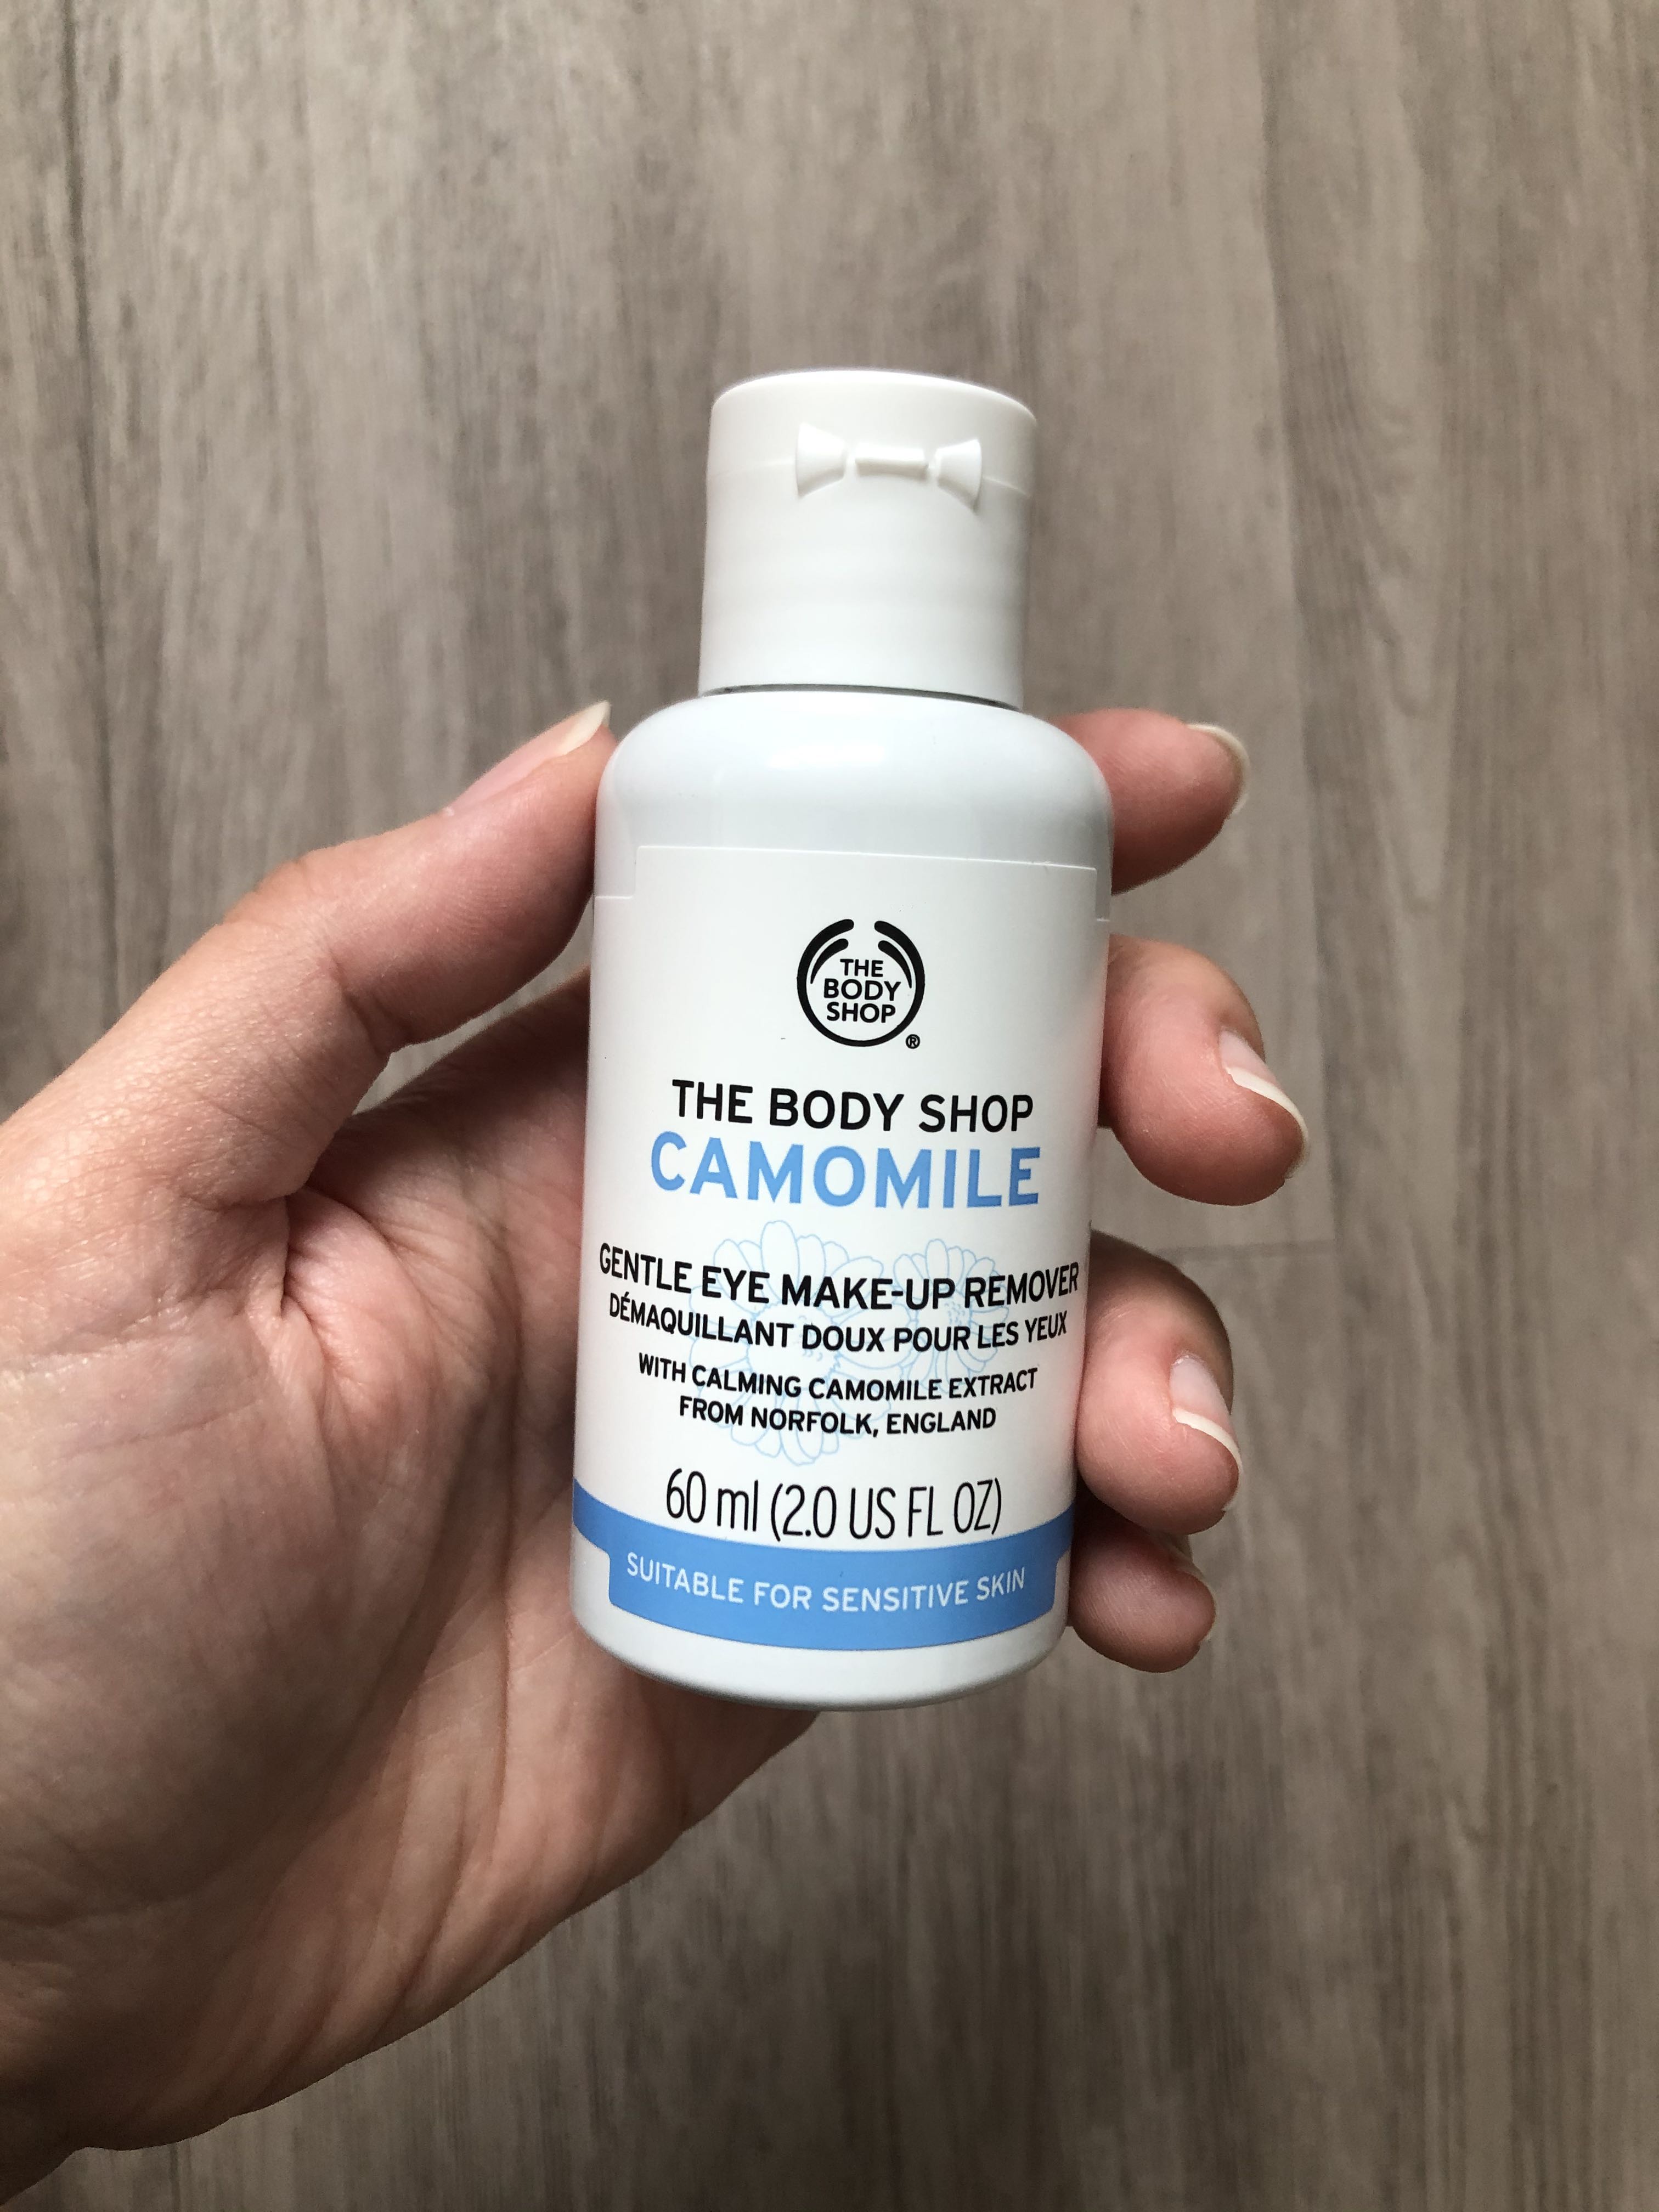 THE
BODY
SHOP
®
THE BODY SHOP
CAMOMILE
GENTLE EYE MAKE-UP REMOVER
DÉMAQUILLANT DOUX POUR LES YEUX
WITH CALMING CAMOMILE EXTRACT
FROM NORFOLK, ENGLAND
60 ml (2.0 US FL OZ)
SUITABLE FOR SENSITIVE SKIN